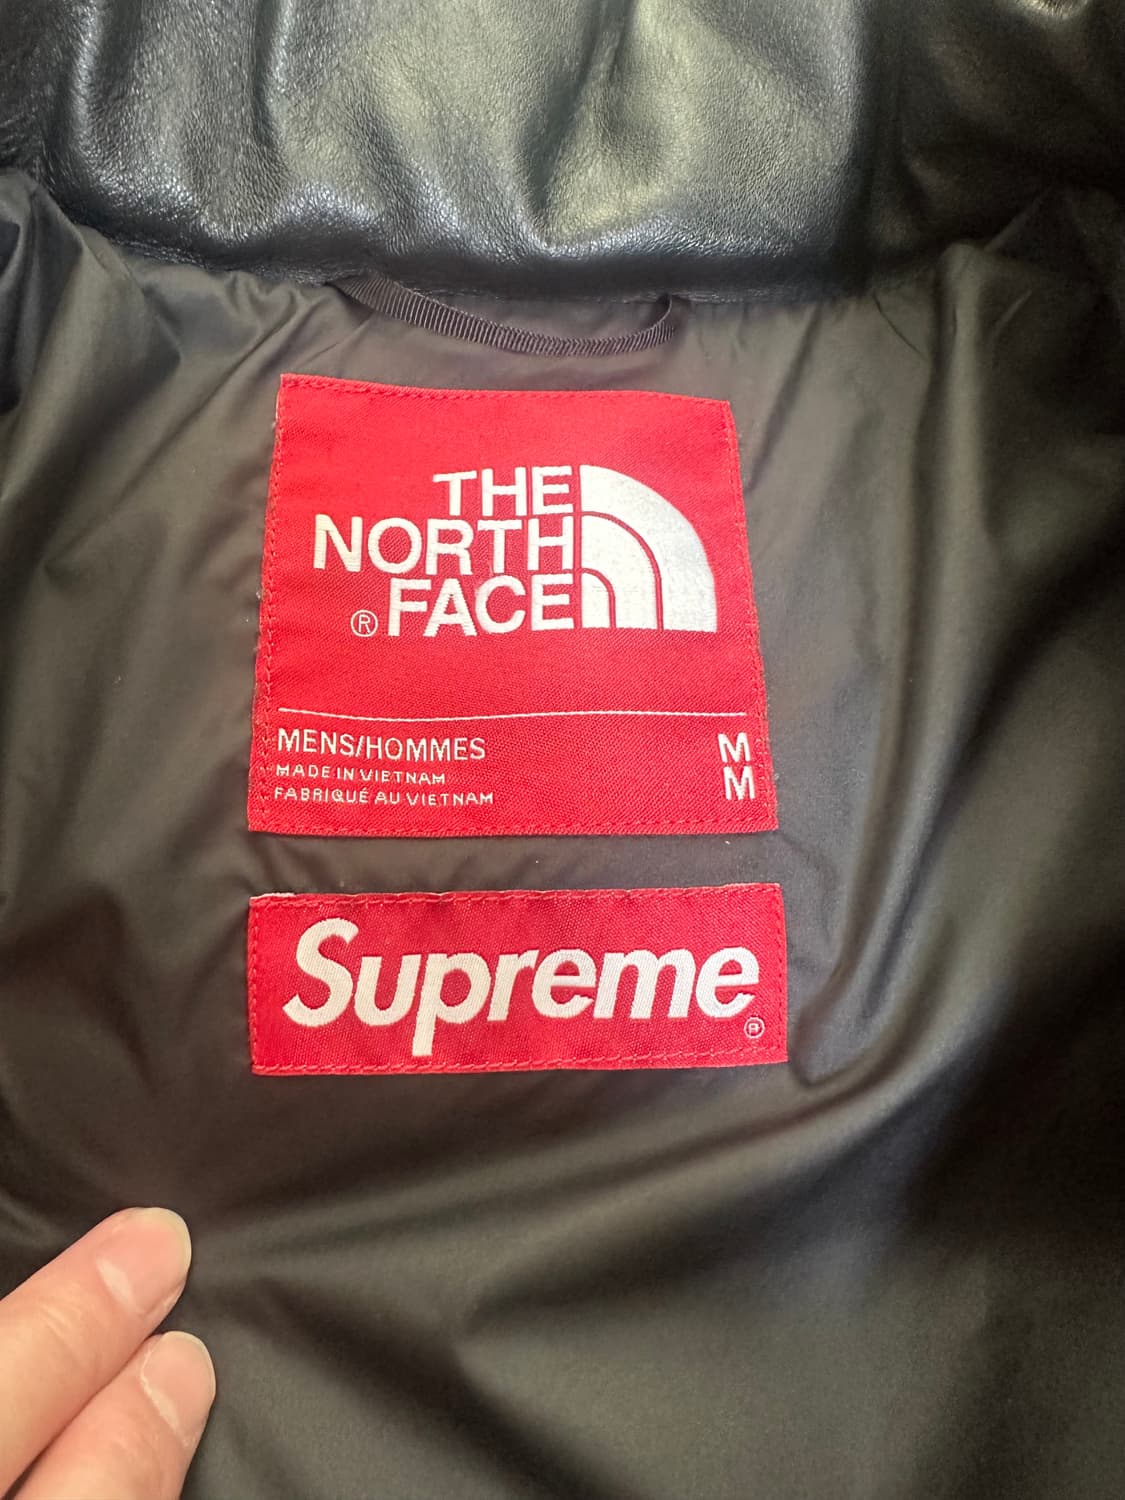 THE
NORTH
® FACE
MENS/HOMMES M
MADE IN VIETNAM M
FABRIQUÉ AU VIETNAM
Supreme ®